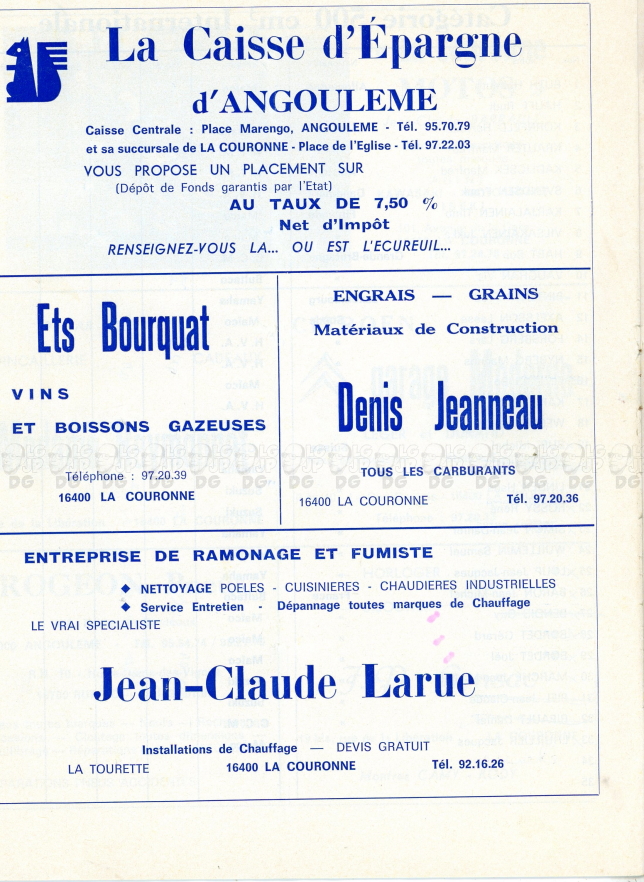 La Caisse d'Épargne
d'ANGOULEME
Caisse Centrale : Place Marengo, ANGOULEME - Tél. 95.70.79
et sa succursale de LA COURONNE - Place de l'Eglise - Tél. 97.22.03
VOUS PROPOSE UN PLACEMENT SUR
(Dépôt de Fonds garantis par l'Etat)
AU TAUX DE 7,50 %
Net d'Impôt
RENSEIGNEZ-VOUS LA... OU EST L'ECUREUIL...
Ets Bourquat
VINS
ET BOISSONS GAZEUSES
Téléphone : 97.20.39
16400 LA COURONNE
ENGRAIS — GRAINS
Matériaux de Construction
Denis Jeanneau
TOUS LES CARBURANTS
16400 LA COURONNE Tél. 97.20.36
ENTREPRISE DE RAMONAGE ET FUMISTE
◆ NETTOYAGE POELES - CUISINIERES - CHAUDIERES INDUSTRIELLES
◆ Service Entretien - Dépannage toutes marques de Chauffage
LE VRAI SPECIALISTE
Jean-Claude Larue
Installations de Chauffage — DEVIS GRATUIT
LA TOURETTE 16400 LA COURONNE Tél. 92.16.26